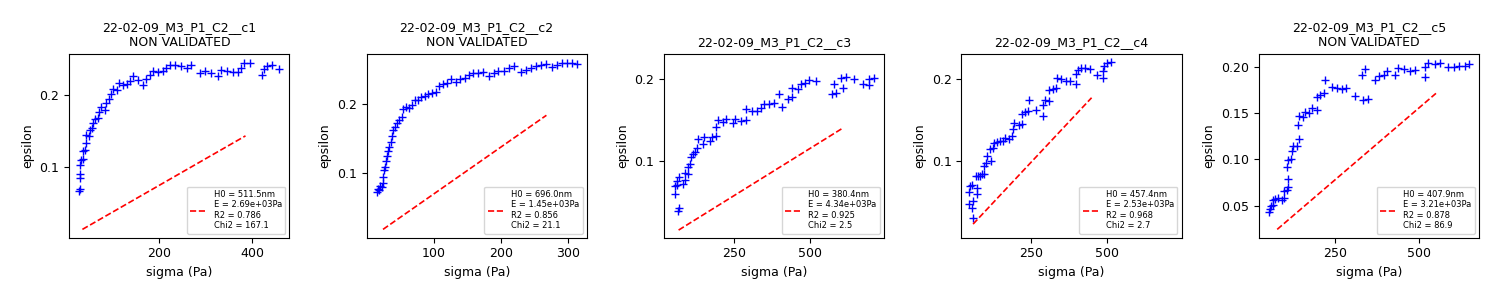 22-02-09_M3_P1_C2__c1
NON VALIDATED
epsilon
0.2
0.1
200
400
sigma (Pa)
H0 = 511.5nm
E = 2.69e+03Pa
R2 = 0.786
Chi2 = 167.1
22-02-09_M3_P1_C2__c2
NON VALIDATED
epsilon
0.2
0.1
100
200
300
sigma (Pa)
H0 = 696.0nm
E = 1.45e+03Pa
R2 = 0.856
Chi2 = 21.1
22-02-09_M3_P1_C2__c3
epsilon
0.2
0.1
250
500
sigma (Pa)
H0 = 380.4nm
E = 4.34e+03Pa
R2 = 0.925
Chi2 = 2.5
22-02-09_M3_P1_C2__c4
epsilon
0.2
0.1
250
500
sigma (Pa)
H0 = 457.4nm
E = 2.53e+03Pa
R2 = 0.968
Chi2 = 2.7
22-02-09_M3_P1_C2__c5
NON VALIDATED
epsilon
0.20
0.15
0.10
0.05
250
500
sigma (Pa)
H0 = 407.9nm
E = 3.21e+03Pa
R2 = 0.878
Chi2 = 86.9